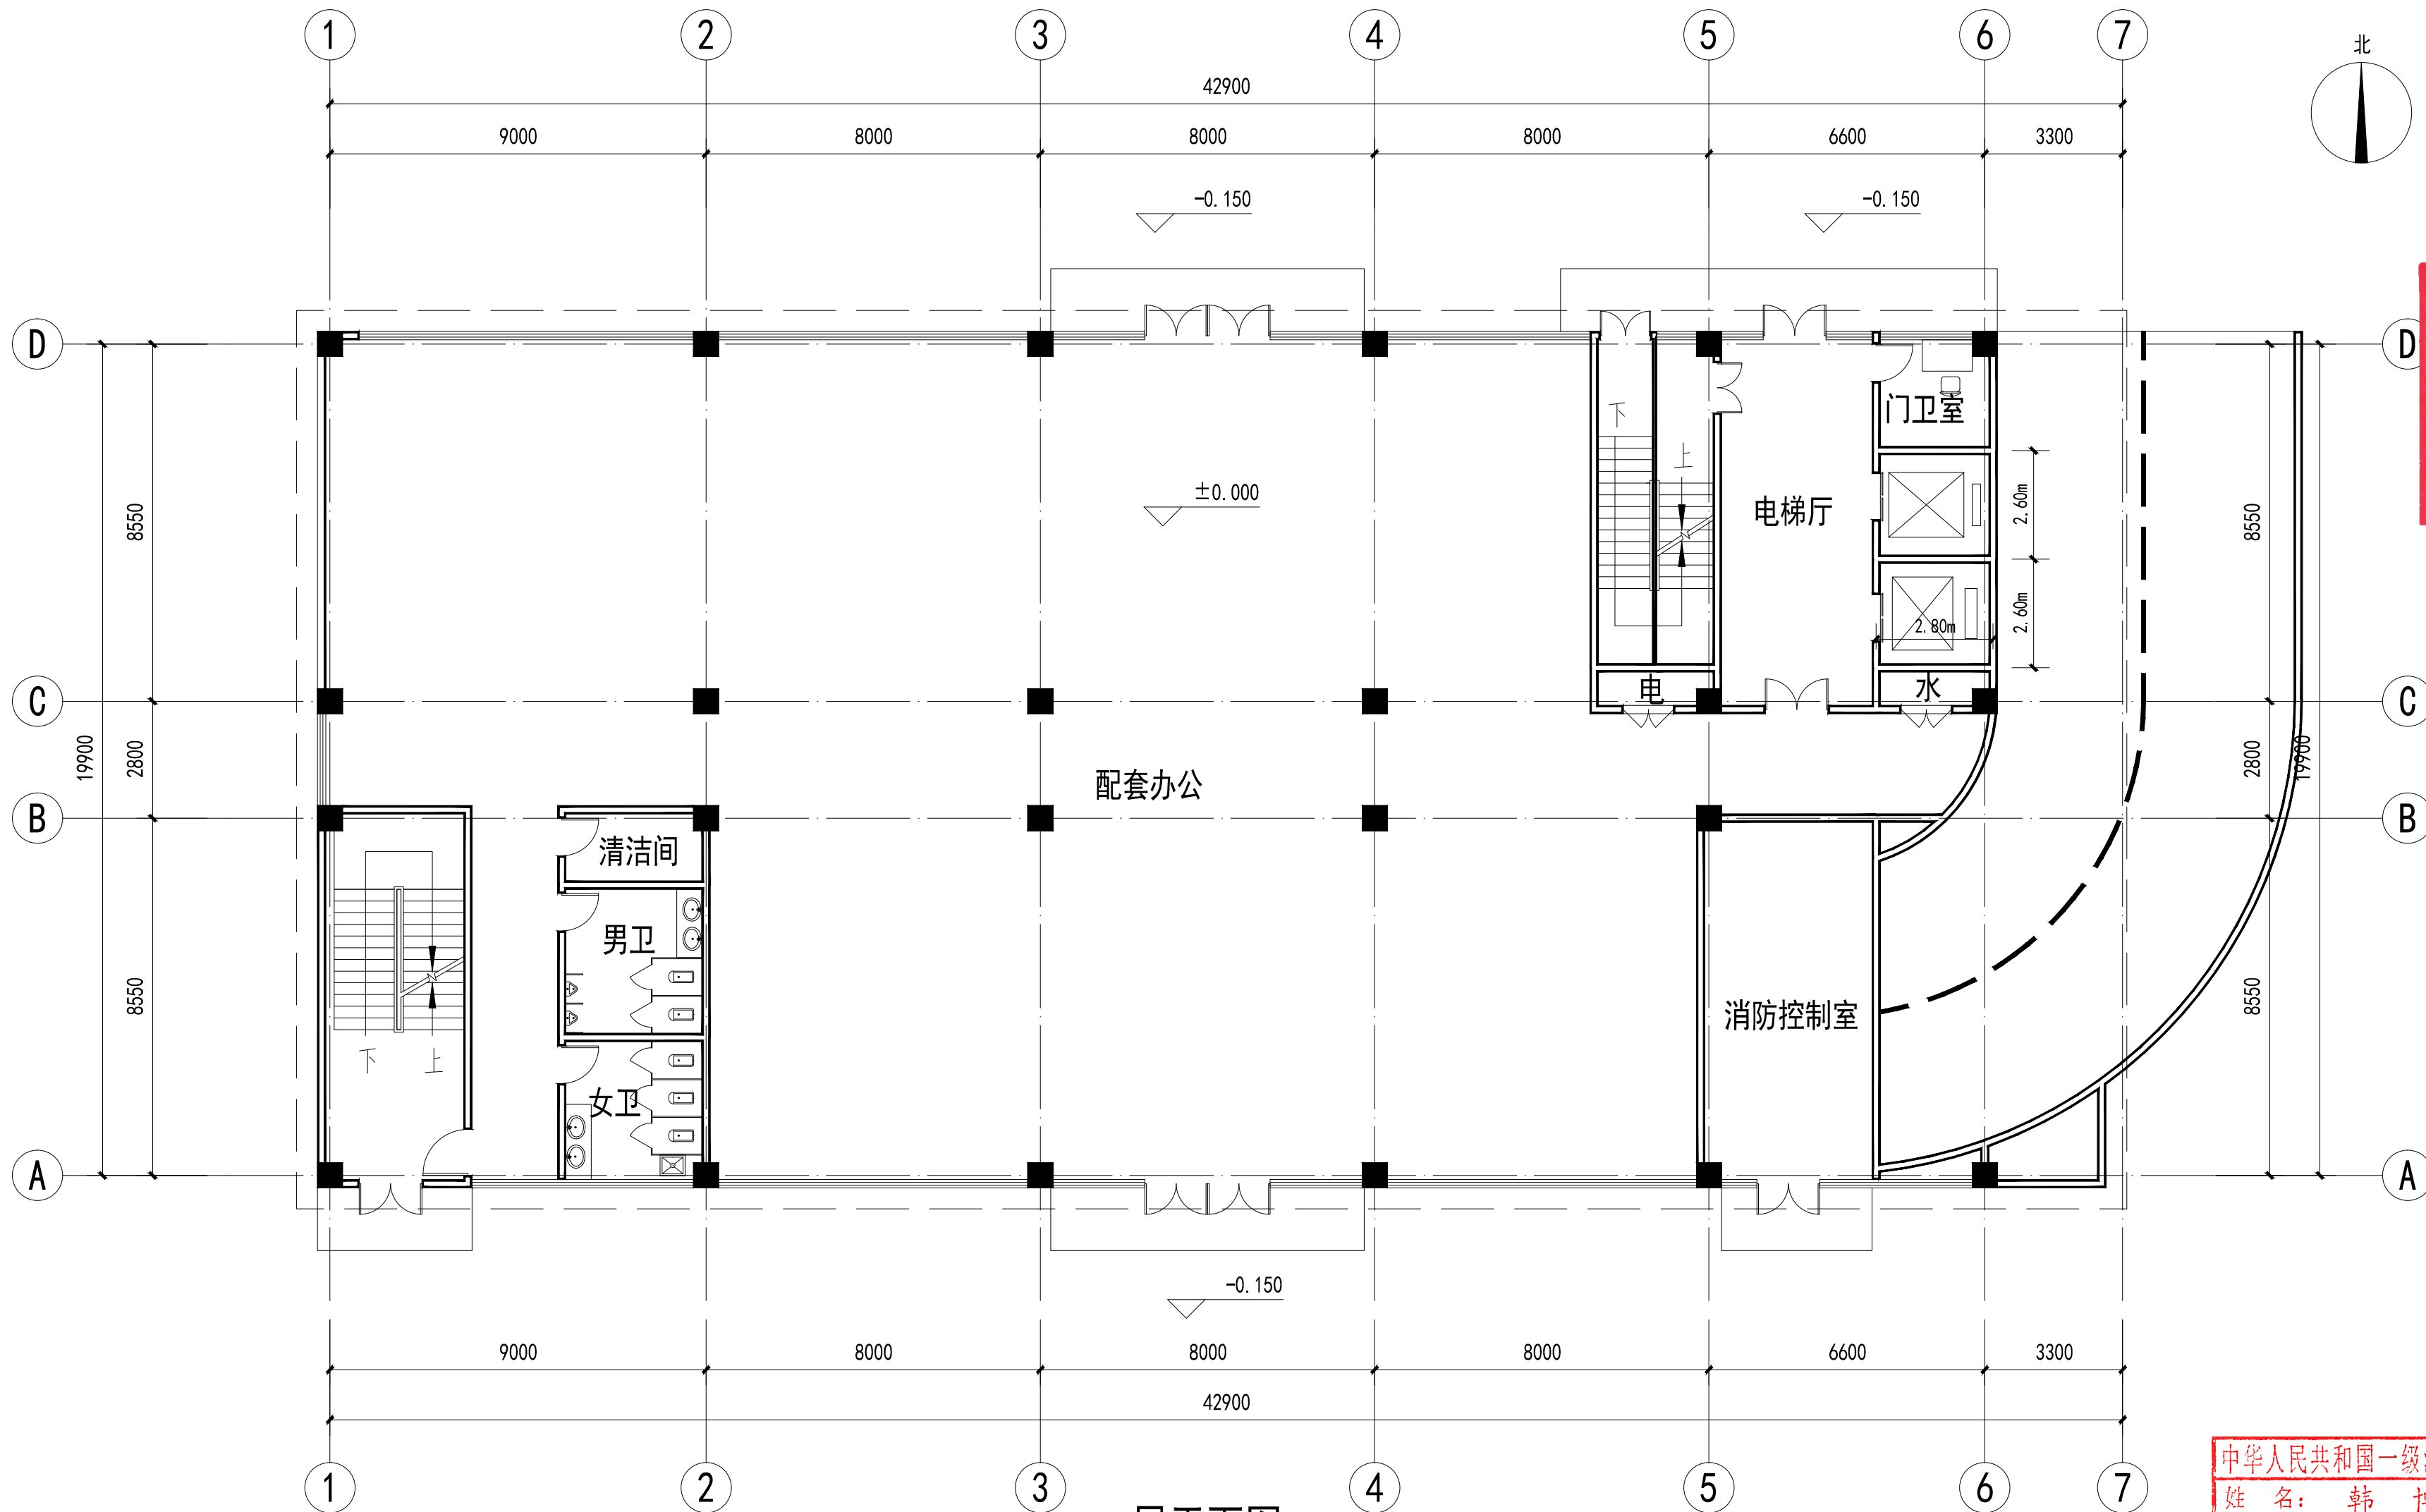 1 2 3 4 5 6 7
北
42900
9000 8000 8000 8000 6600 3300
-0.150 -0.150
D D
下 门卫室
上
±0.000 电梯厅 2.60m
8550 8550
2.60m
2.80m
C 电 水 C
19900 2800 配套办公 2800 19900
B B
清洁间
男卫
8550 消防控制室 8550
下 上
女卫
A A
-0.150
9000 8000 8000 8000 6600 3300
42900
1 2 3 4 5 6 7
中华人民共和国一级
姓 名: 韩